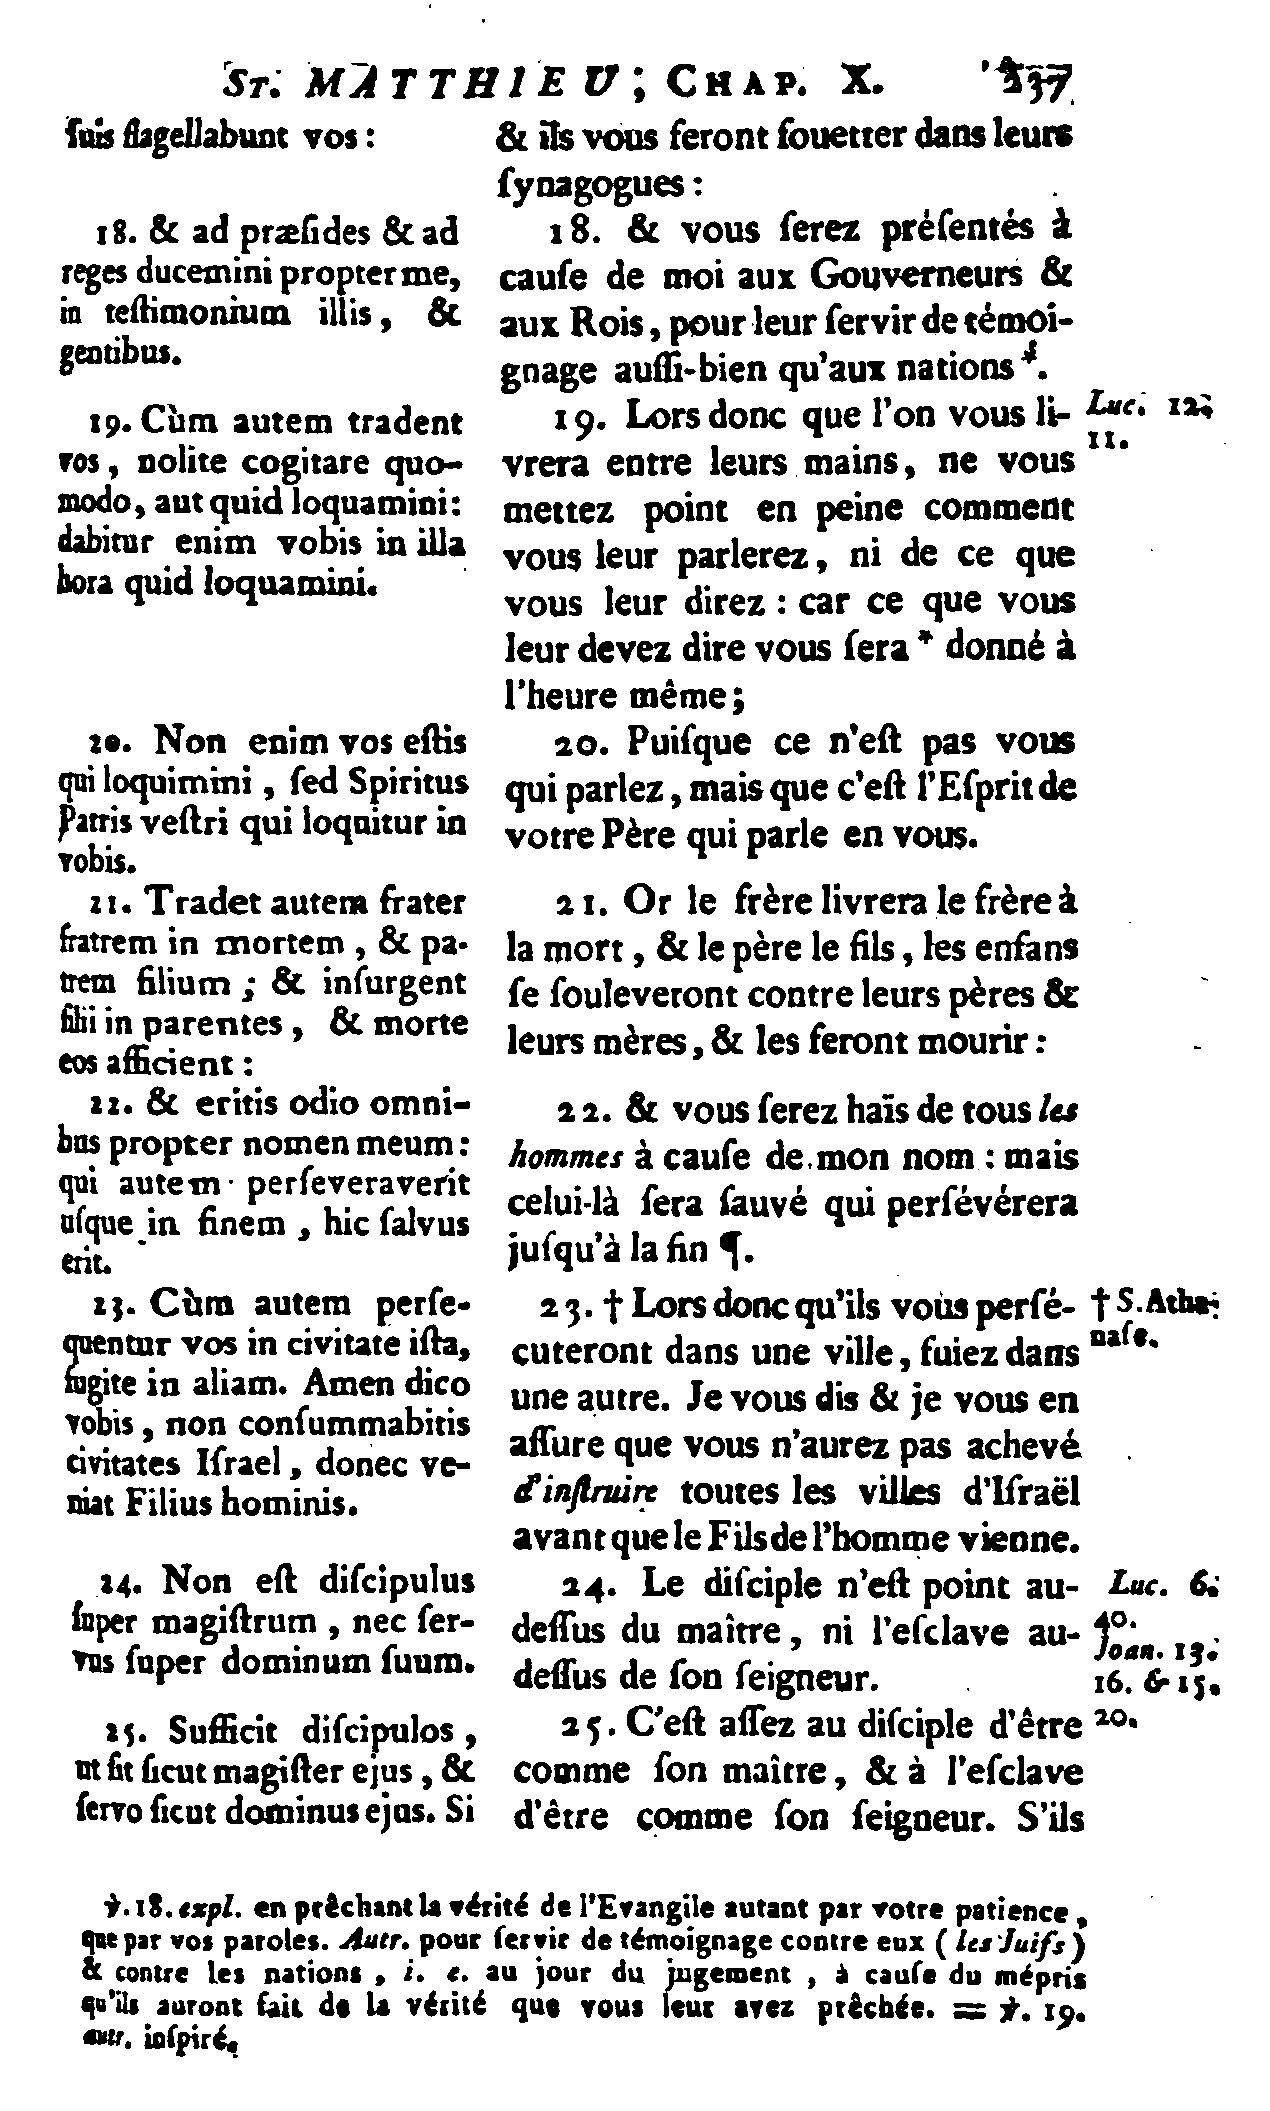 ST. MATTHIEU; CHAP. X. 237
ſuis flagellabunt vos :
18. & ad præſides & ad
reges ducemini propter me,
in teſtimonium illis, &
gentibus.
19. Cùm autem tradent
vos, nolite cogitare quo-
modo, aut quid loquamini:
dabitur enim vobis in illa
hora quid loquamini.
20. Non enim vos eſtis
qui loquimini, ſed Spiritus
Patris veſtri qui loquitur in
vobis.
21. Tradet autem frater
fratrem in mortem, & pa-
trem filium ; & inſurgent
filii in parentes, & morte
eos afficient :
22. & eritis odio omni-
bus propter nomen meum :
qui autem perſeveraverit
uſque in finem, hic ſalvus
erit.
23. Cùm autem perſe-
quentur vos in civitate iſta,
fugite in aliam. Amen dico
vobis, non conſummabitis
civitates Iſrael, donec ve-
niat Filius hominis.
24. Non eſt diſcipulus
ſuper magiſtrum, nec ſer-
vus ſuper dominum ſuum.
25. Sufficit diſcipulos,
ut ſit ſicut magiſter ejus, &
ſervo ſicut dominus ejus. Si
& ils vous feront fouetter dans leurs
ſynagogues :
18. & vous ſerez préſentés à
cauſe de moi aux Gouverneurs &
aux Rois, pour leur ſervir de témoi-
gnage auſſi-bien qu'aux nations *.
19. Lors donc que l'on vous li-
vrera entre leurs mains, ne vous
mettez point en peine comment
vous leur parlerez, ni de ce que
vous leur direz : car ce que vous
leur devez dire vous ſera * donné à
l'heure même;
20. Puiſque ce n'eſt pas vous
qui parlez, mais que c'eſt l'Eſprit de
votre Père qui parle en vous.
21. Or le frère livrera le frère à
la mort, & le père le fils, les enfans
ſe ſouleveront contre leurs pères &
leurs mères, & les feront mourir :
22. & vous ſerez haïs de tous les
hommes à cauſe de mon nom : mais
celui-là ſera ſauvé qui perſévérera
juſqu'à la fin ¶.
23. † Lors donc qu'ils vous perſé-
cuteront dans une ville, fuiez dans
une autre. Je vous dis & je vous en
aſſure que vous n'aurez pas achevé
d'inſtruire toutes les villes d'Iſraël
avant que le Fils de l'homme vienne.
24. Le diſciple n'eſt point au-
deſſus du maître, ni l'eſclave au-
deſſus de ſon ſeigneur.
25. C'eſt aſſez au diſciple d'être
comme ſon maître, & à l'eſclave
d'être comme ſon ſeigneur. S'ils
Luc. 12.
11.
† S. Atha-
naſe.
Luc. 6.
40.
Joan. 13.
16. & 15.
20.
℣. 18. expl. en prêchant la vérité de l'Evangile autant par votre patience,
que par vos paroles. Autr. pour ſervir de témoignage contre eux (les Juifs)
& contre les nations, i. e. au jour du jugement, à cauſe du mépris
qu'ils auront fait de la vérité que vous leur avez prêchée. = ℣. 19.
autr. inſpiré.